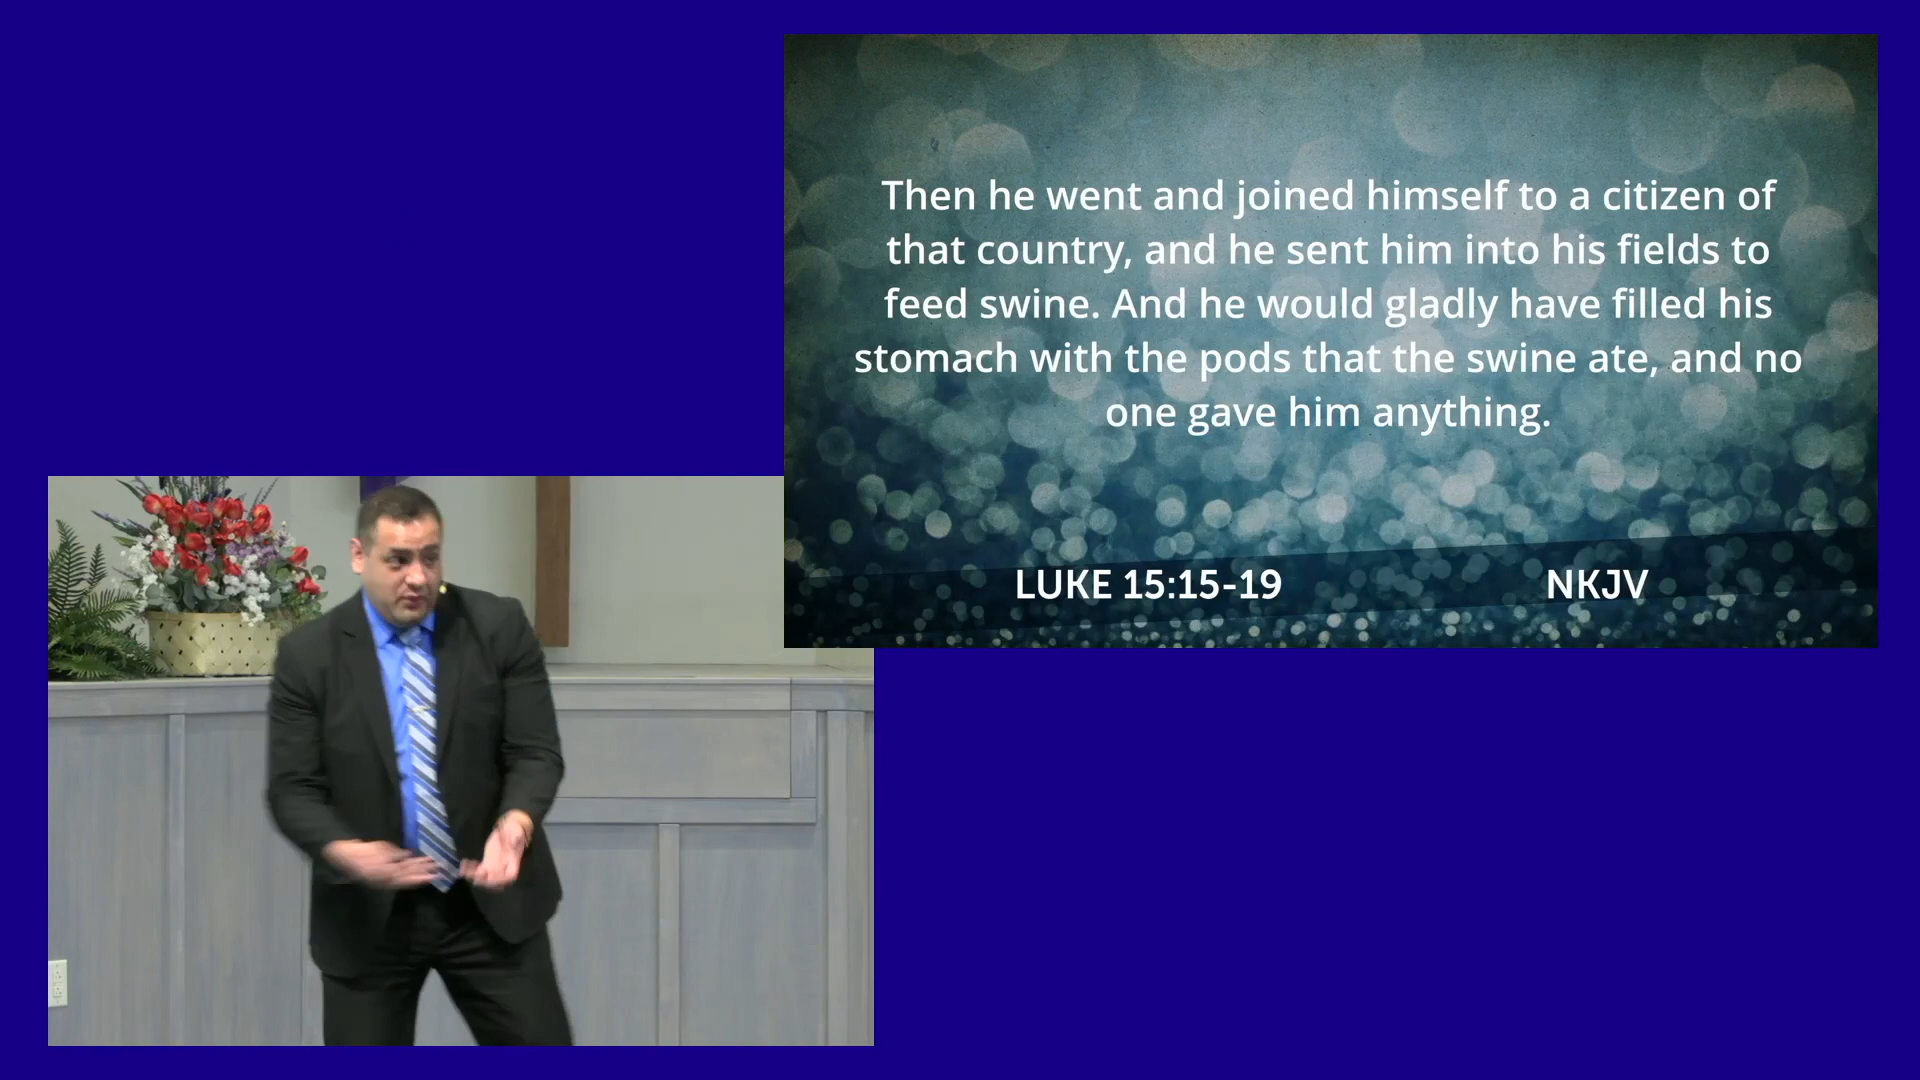 Then he went and joined himself to a citizen of
that country, and he sent him into his fields to
feed swine. And he would gladly have filled his
stomach with the pods that the swine ate, and no
one gave him anything.
LUKE 15:15-19 NKJV